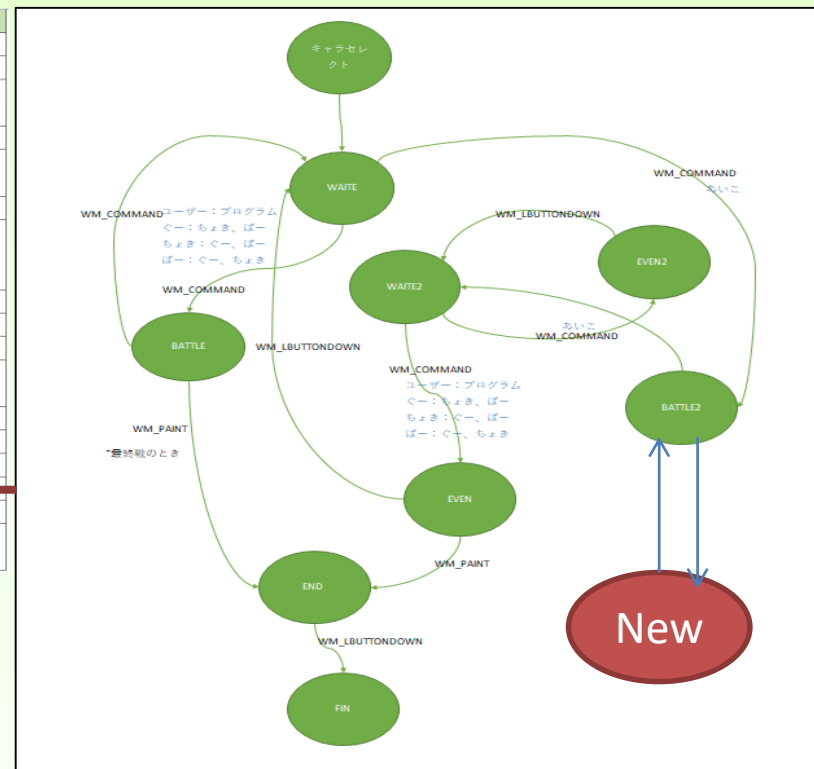 キャラセレ
クト
WAITE
WM_COMMAND
あいこ
WM_COMMAND
ユーザー：プログラム
ぐー：ちょき、ぱー
ちょき：ぐー、ぱー
ぱー：ぐー、ちょき
WM_LBUTTONDOWN
EVEN2
WAITE2
WM_COMMAND
あいこ
WM_COMMAND
BATTLE
WM_LBUTTONDOWN
WM_COMMAND
ユーザー：プログラム
ぐー：ちょき、ぱー
ちょき：ぐー、ぱー
ぱー：ぐー、ちょき
BATTLE2
WM_PAINT
*最終戦のとき
EVEN
WM_PAINT
END
New
WM_LBUTTONDOWN
FIN